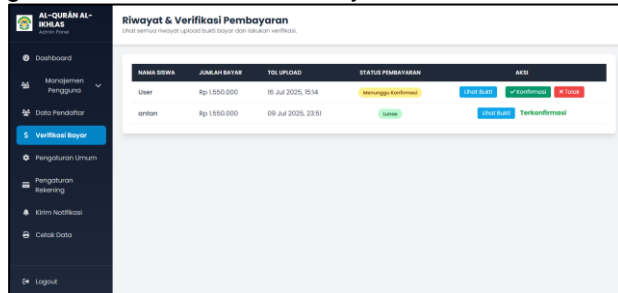 AL-QURÂN AL-
IKHLAS
Admin Panel
Dashboard
Manajemen
Pengguna
Data Pendaftar
$ Verifikasi Bayar
Pengaturan Umum
Pengaturan
Rekening
Kirim Notifikasi
Cetak Data
Logout
Riwayat & Verifikasi Pembayaran
Lihat semua riwayat upload bukti bayar dan lakukan verifikasi.
NAMA SISWA JUMLAH BAYAR TGL UPLOAD STATUS PEMBAYARAN AKSI
User Rp 1.550.000 16 Jul 2025, 15:14 Menunggu Konfirmasi Lihat Bukti Konfirmasi Tolak
antan Rp 1.550.000 09 Jul 2025, 23:51 Lunas Lihat Bukti Terkonfirmasi